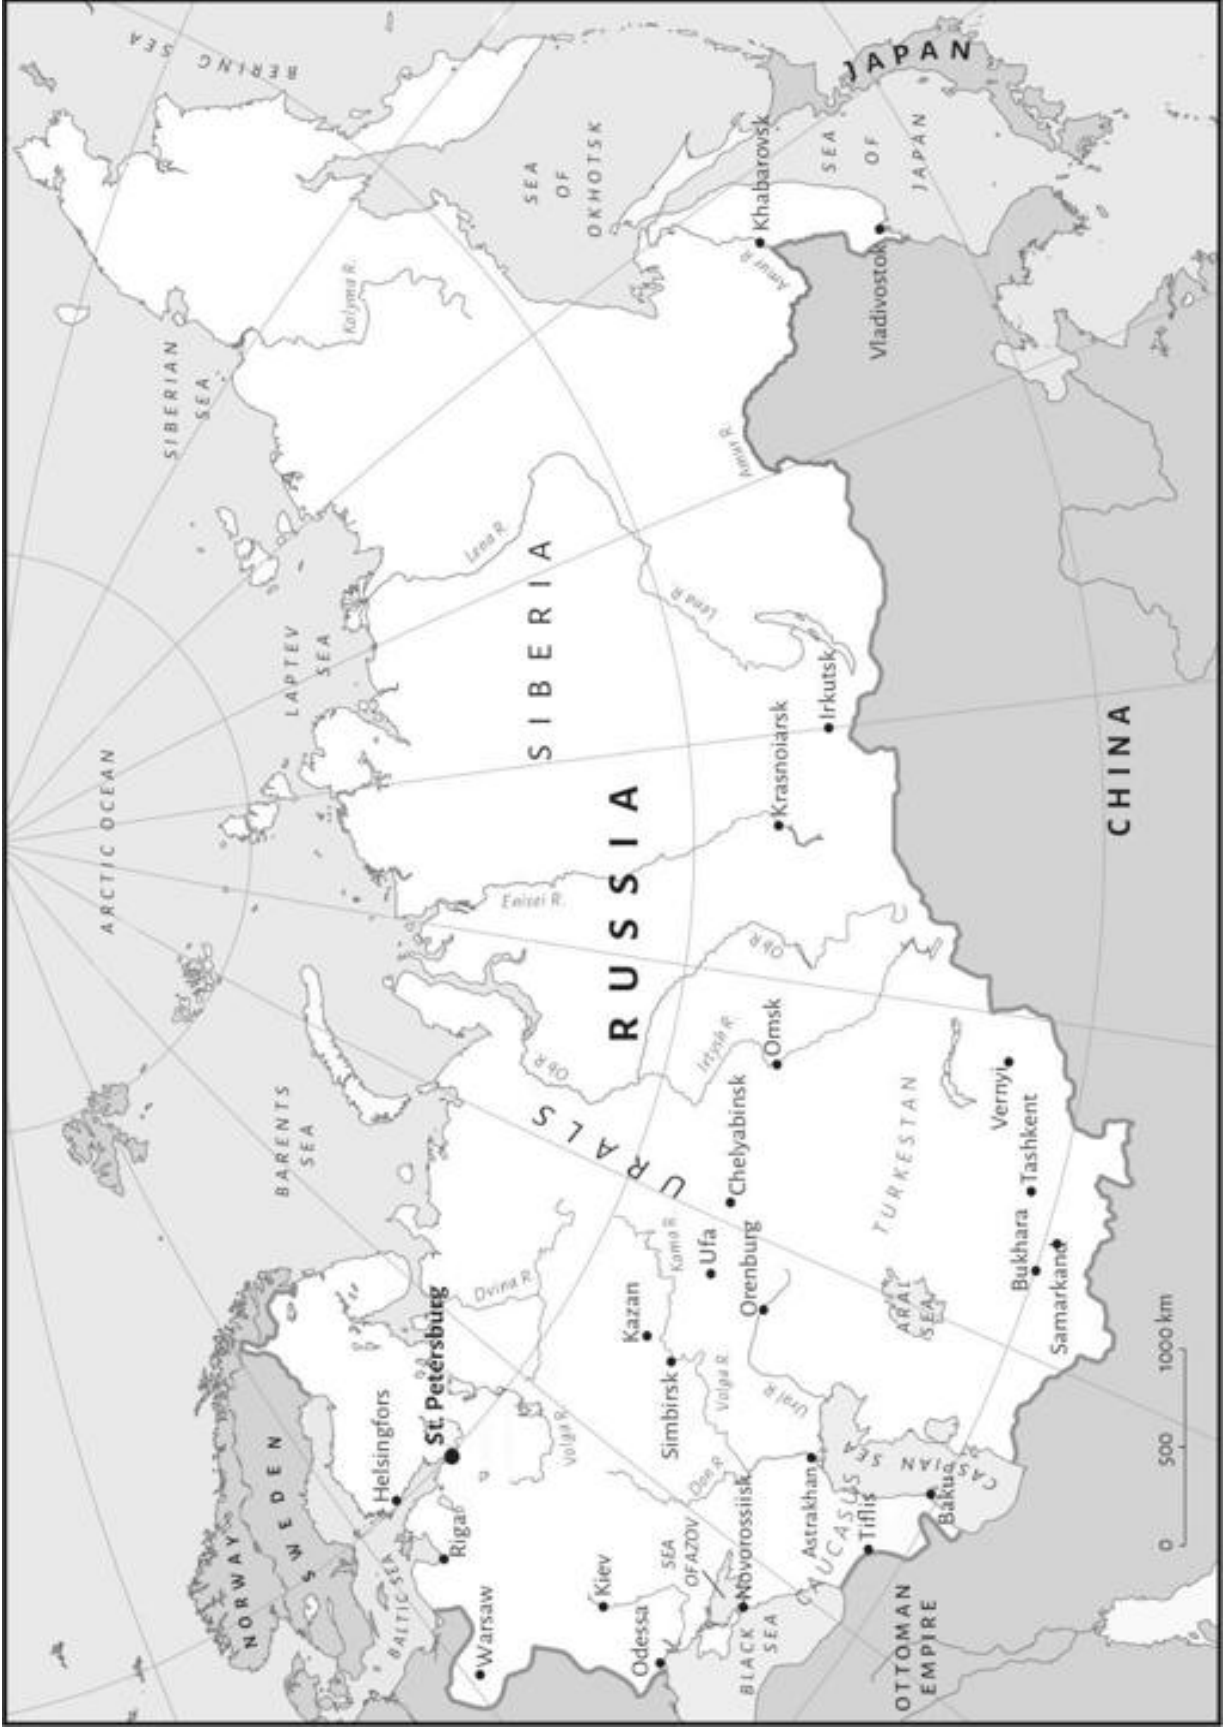 BERING SEA
JAPAN
SEA
OF
OKHOTSK
SEA
OF
JAPAN
Khabarovsk
Amur R.
Vladivostok
Kolyma R.
SIBERIAN
SEA
Amur R.
Lena R.
Lena R.
LAPTEV
SEA
SIBERIA
Irkutsk
Krasnoiarsk
ARCTIC OCEAN
RUSSIA
CHINA
Enisei R.
Ob R.
Ob R.
Irtysh R.
Omsk
BARENTS
SEA
URALS
Chelyabinsk
TURKESTAN
Vernyi
Tashkent
Bukhara
Samarkand
Dvina R.
Kama R.
Ufa
Orenburg
ARAL
SEA
Kazan
Simbirsk
Volga R.
Volga R.
Ural R.
St. Petersburg
Helsingfors
Riga
NORWAY
SWEDEN
BALTIC SEA
Warsaw
Kiev
Odessa
SEA
OF AZOV
Don R.
Novorossiisk
BLACK
SEA
Astrakhan
CAUCASUS
Tiflis
CASPIAN SEA
Baku
OTTOMAN
EMPIRE
0 500 1000 km